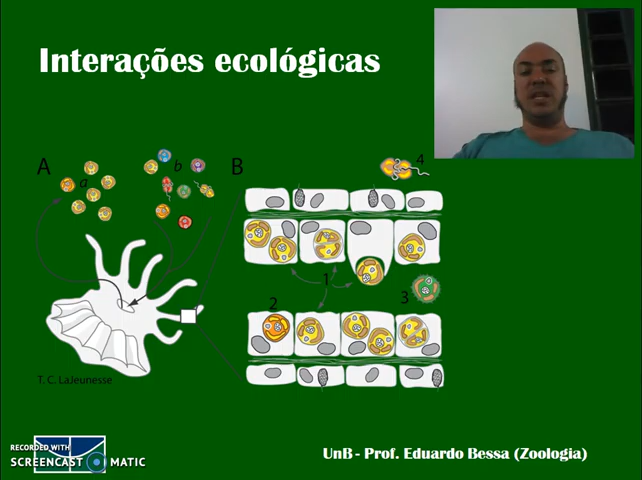 Interações ecológicas
A
a
b
B
4
1
2
3
T. C. LaJeunesse
RECORDED WITH
SCREENCAST MATIC
UnB - Prof. Eduardo Bessa (Zoologia)